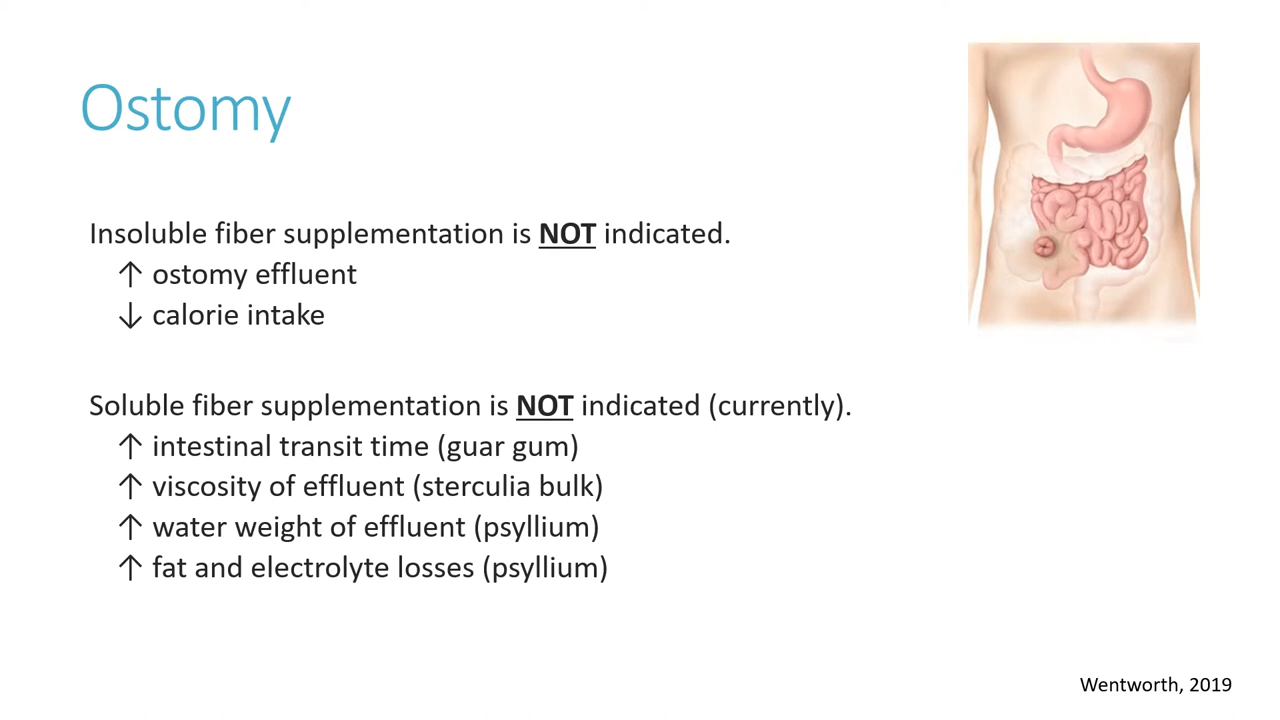 Ostomy
Insoluble fiber supplementation is NOT indicated.
↑ ostomy effluent
↓ calorie intake
Soluble fiber supplementation is NOT indicated (currently).
↑ intestinal transit time (guar gum)
↑ viscosity of effluent (sterculia bulk)
↑ water weight of effluent (psyllium)
↑ fat and electrolyte losses (psyllium)
Wentworth, 2019